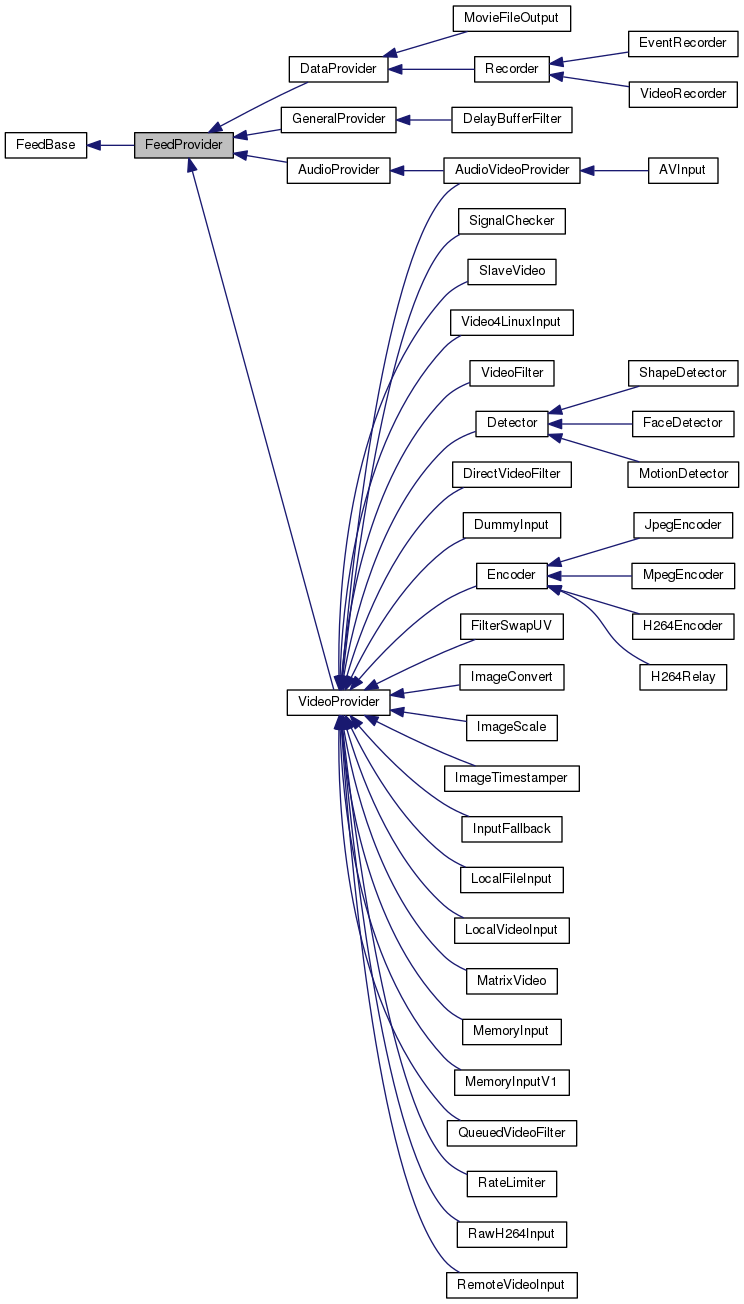 MovieFileOutput
EventRecorder
DataProvider
Recorder
VideoRecorder
GeneralProvider
DelayBufferFilter
FeedBase
FeedProvider
AudioProvider
AudioVideoProvider
AVInput
SignalChecker
SlaveVideo
Video4LinuxInput
VideoFilter
ShapeDetector
Detector
FaceDetector
DirectVideoFilter
MotionDetector
DummyInput
JpegEncoder
Encoder
MpegEncoder
FilterSwapUV
H264Encoder
ImageConvert
H264Relay
VideoProvider
ImageScale
ImageTimestamper
InputFallback
LocalFileInput
LocalVideoInput
MatrixVideo
MemoryInput
MemoryInputV1
QueuedVideoFilter
RateLimiter
RawH264Input
RemoteVideoInput